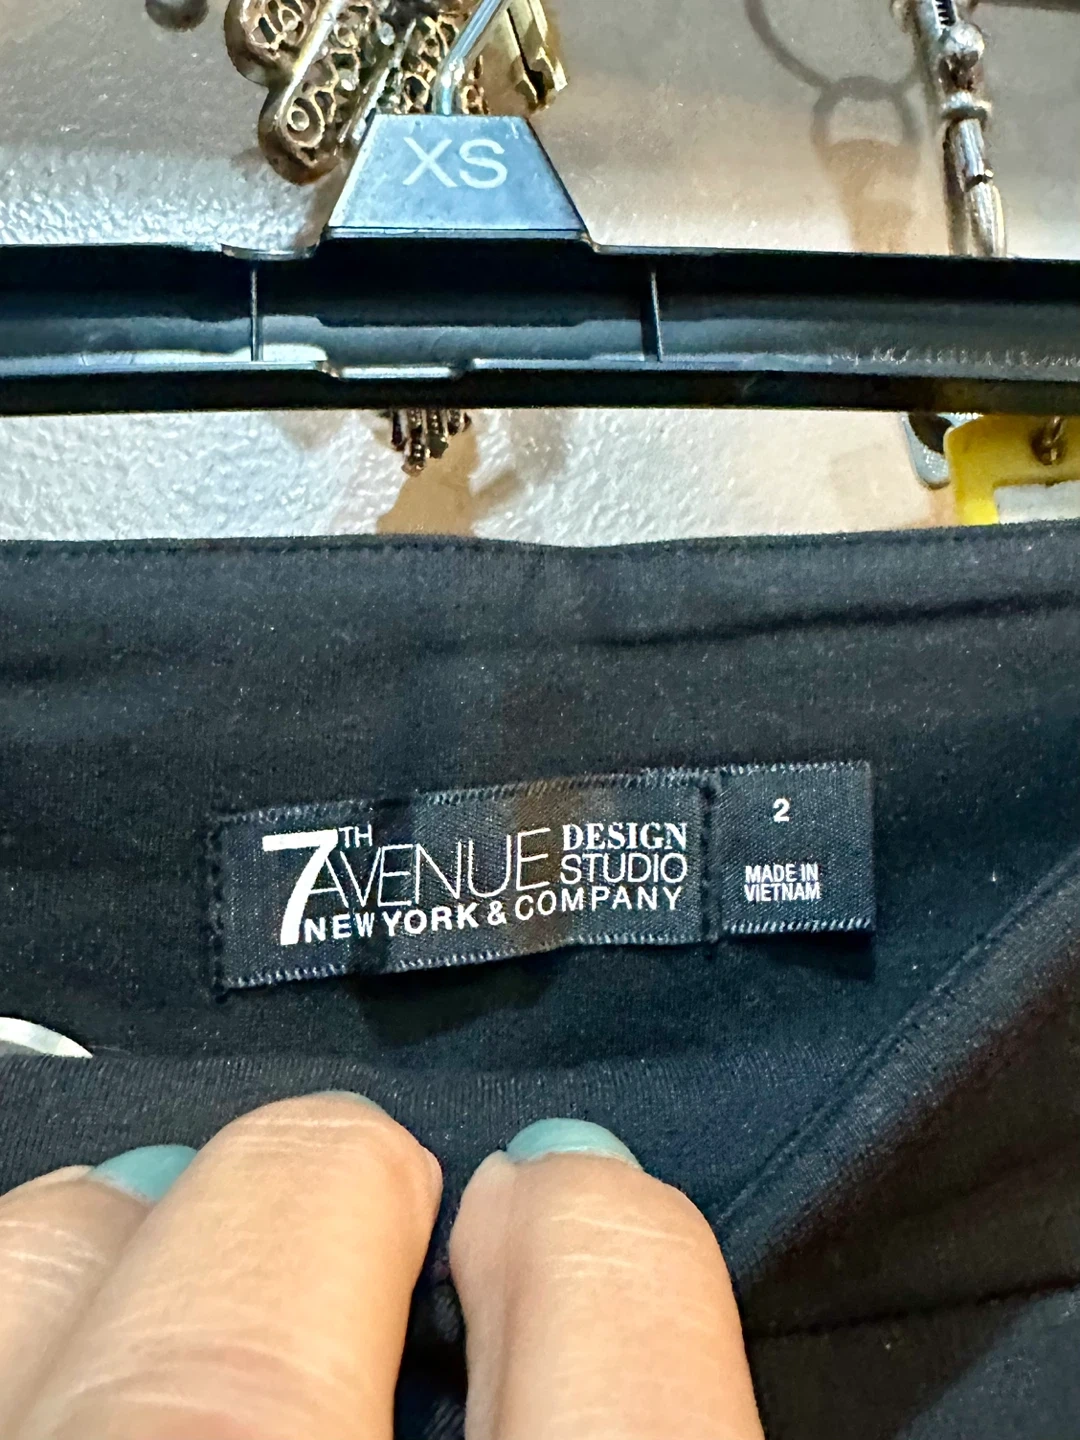 XS
7TH AVENUE DESIGN STUDIO
NEW YORK & COMPANY
2
MADE IN
VIETNAM